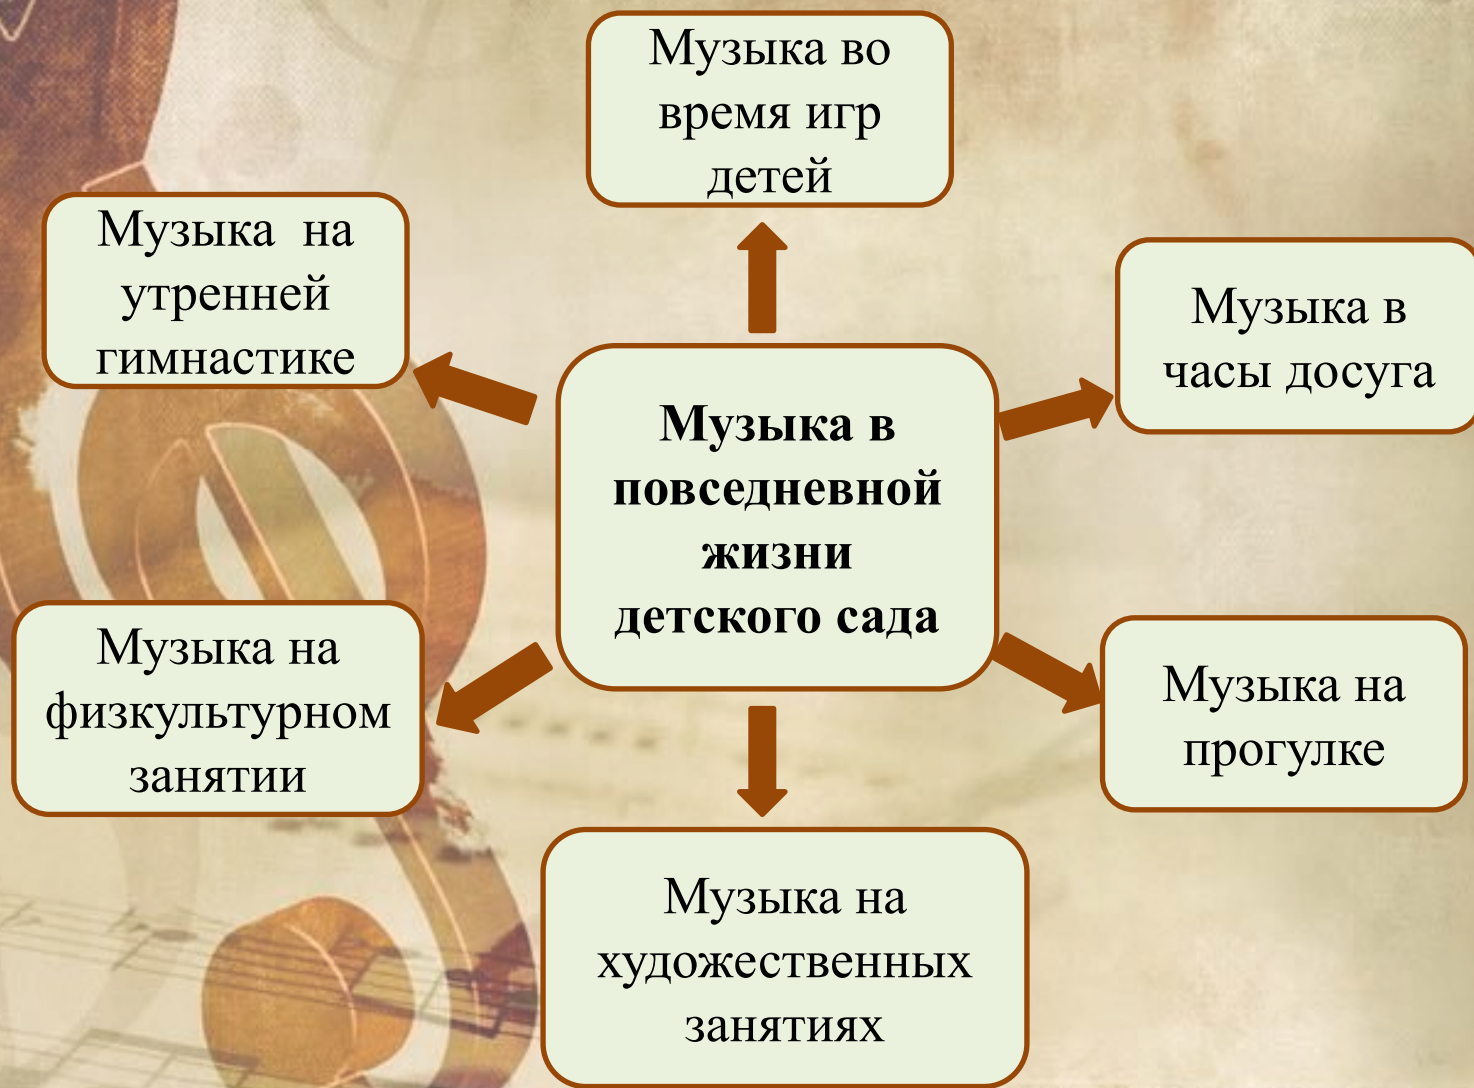 Музыка во
время игр
детей
Музыка на
утренней
гимнастике
Музыка в
часы досуга
Музыка в
повседневной
жизни
детского сада
Музыка на
физкультурном
занятии
Музыка на
прогулке
Музыка на
художественных
занятиях